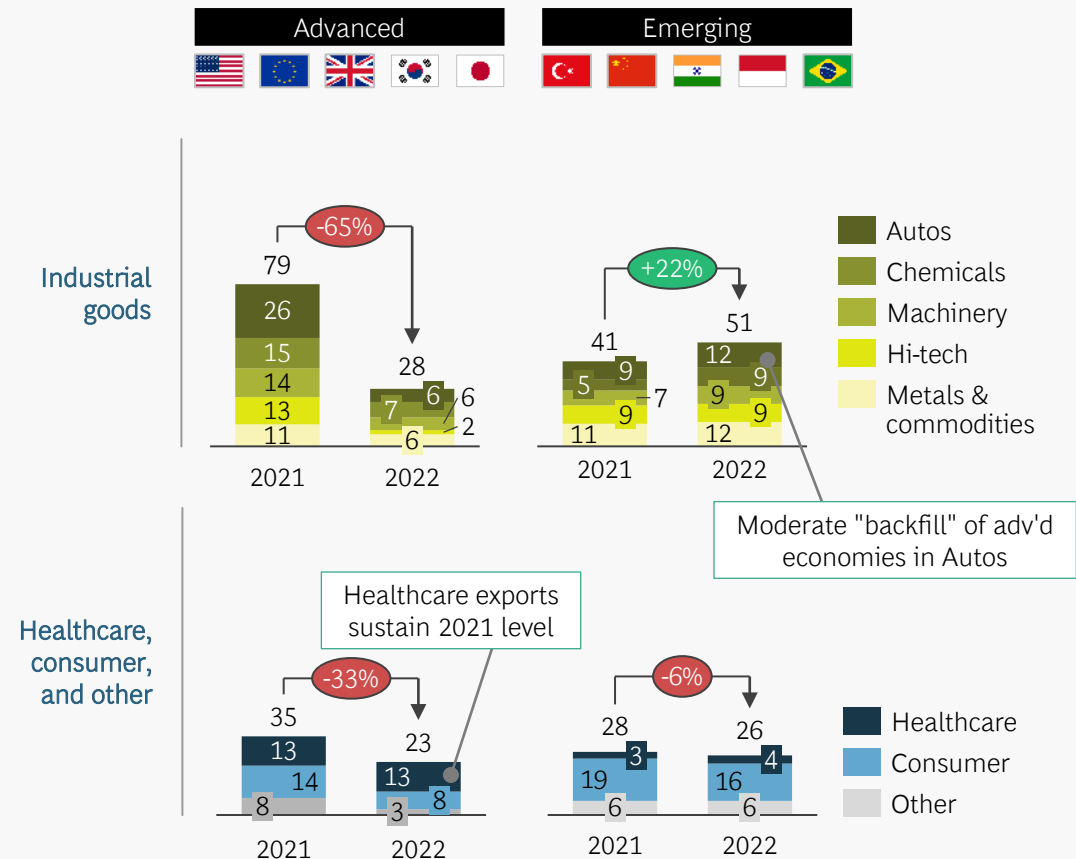 Advanced
Emerging
Industrial
goods
-65%
79
26
15
14
13
11
28
6
7
6
2
6
2021
2022
+22%
41
9
5
7
9
11
51
12
9
9
9
12
2021
2022
Autos
Chemicals
Machinery
Hi-tech
Metals &
commodities
Moderate "backfill" of adv'd
economies in Autos
Healthcare,
consumer,
and other
Healthcare exports
sustain 2021 level
-33%
35
13
14
8
23
13
8
3
2021
2022
-6%
28
3
19
6
26
4
16
6
2021
2022
Healthcare
Consumer
Other